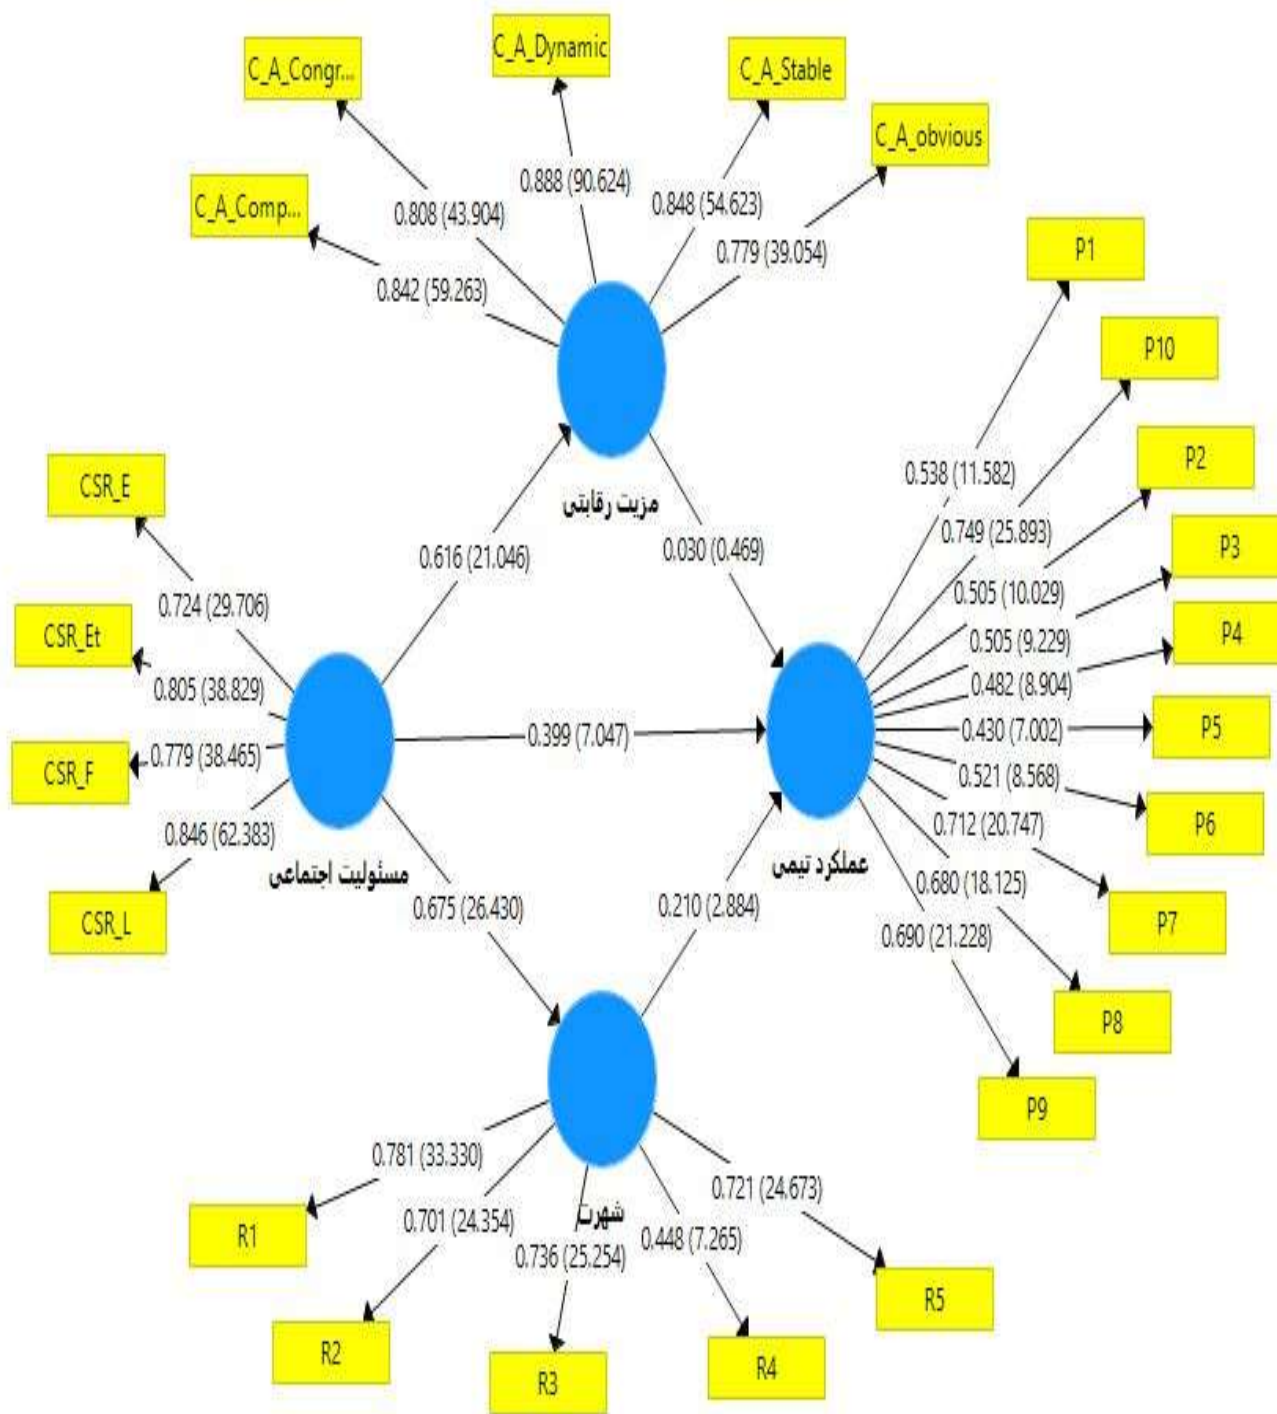 C_A_Dynamic
C_A_Congr...
C_A_Stable
C_A_obvious
C_A_Comp...
0.888 (90.624)
0.808 (43.904)
0.848 (54.623)
0.779 (39.054)
0.842 (59.263)
P1
P10
P2
P3
P4
P5
P6
P7
P8
P9
مزیت رقابتی
0.538 (11.582)
0.749 (25.893)
0.505 (10.029)
0.505 (9.229)
0.482 (8.904)
0.430 (7.002)
0.521 (8.568)
0.712 (20.747)
0.680 (18.125)
0.690 (21.228)
CSR_E
CSR_Et
CSR_F
CSR_L
0.724 (29.706)
0.805 (38.829)
0.779 (38.465)
0.846 (62.383)
0.616 (21.046)
0.030 (0.469)
0.399 (7.047)
عملکرد تیمی
مسئولیت اجتماعی
0.675 (26.430)
0.210 (2.884)
شهرت
0.781 (33.330)
0.701 (24.354)
0.736 (25.254)
0.448 (7.265)
0.721 (24.673)
R1
R2
R3
R4
R5